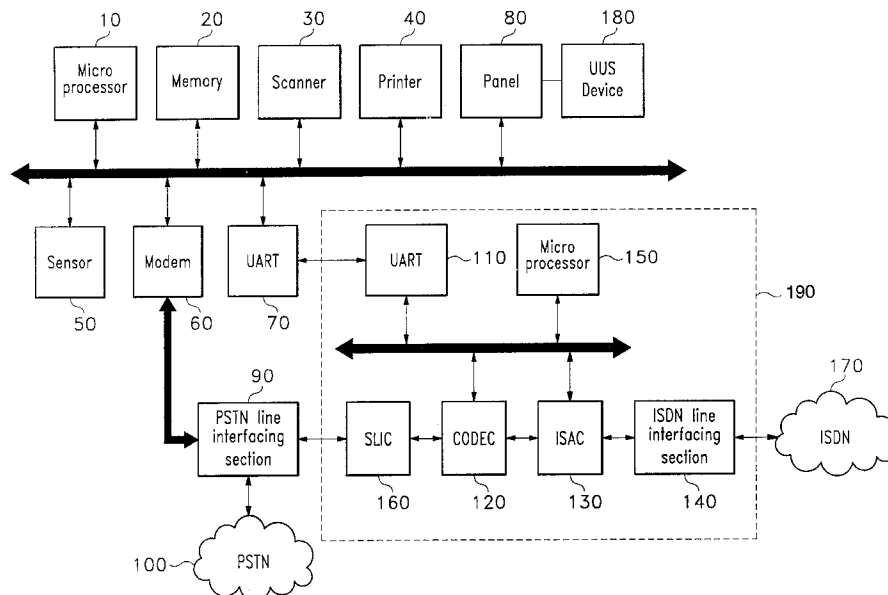 10
20
30
40
80
180
Micro
processor
Memory
Scanner
Printer
Panel
UUS
Device
Sensor
Modem
UART
UART
110
Micro
processor
150
50
60
70
190
90
PSTN line
interfacing
section
SLIC
CODEC
ISAC
ISDN line
interfacing
section
170
ISDN
160
120
130
140
100
PSTN